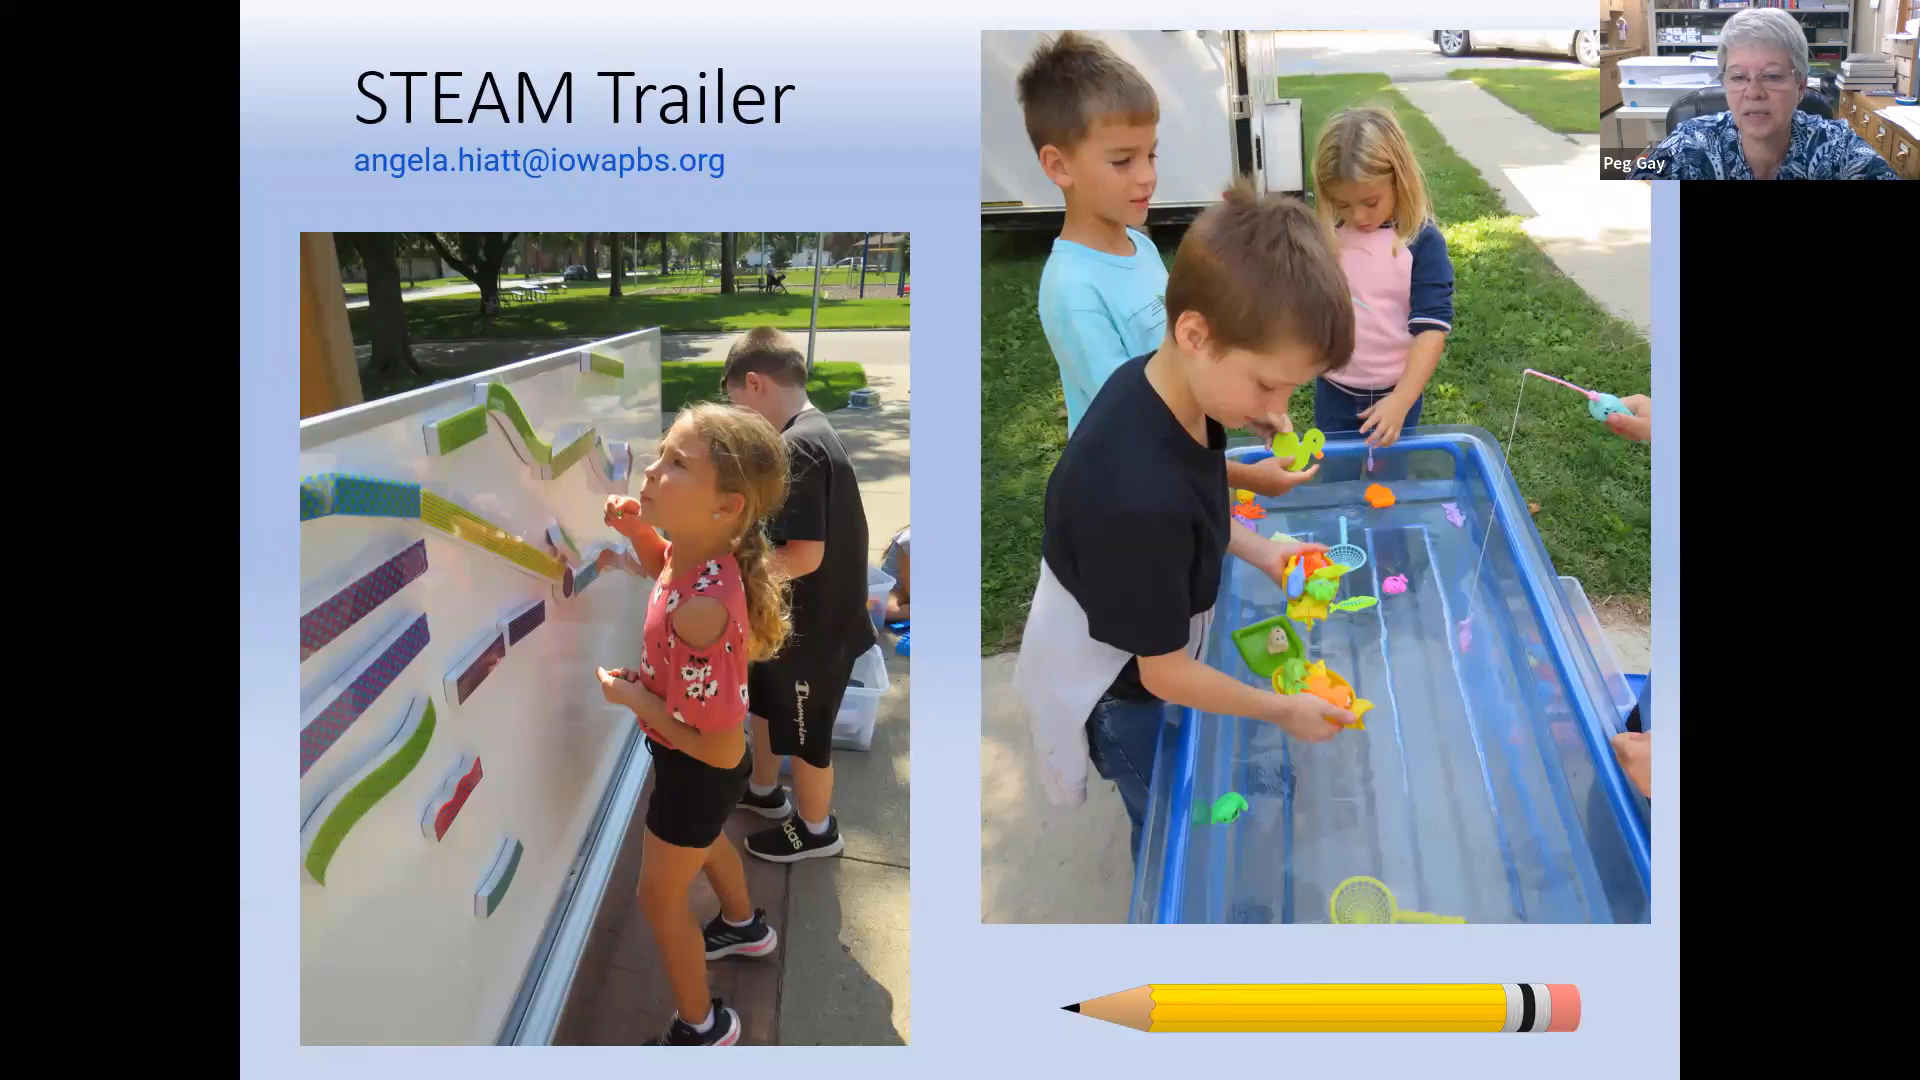 STEAM Trailer
angela.hiatt@iowapbs.org
Peg Gay
Champion
adidas